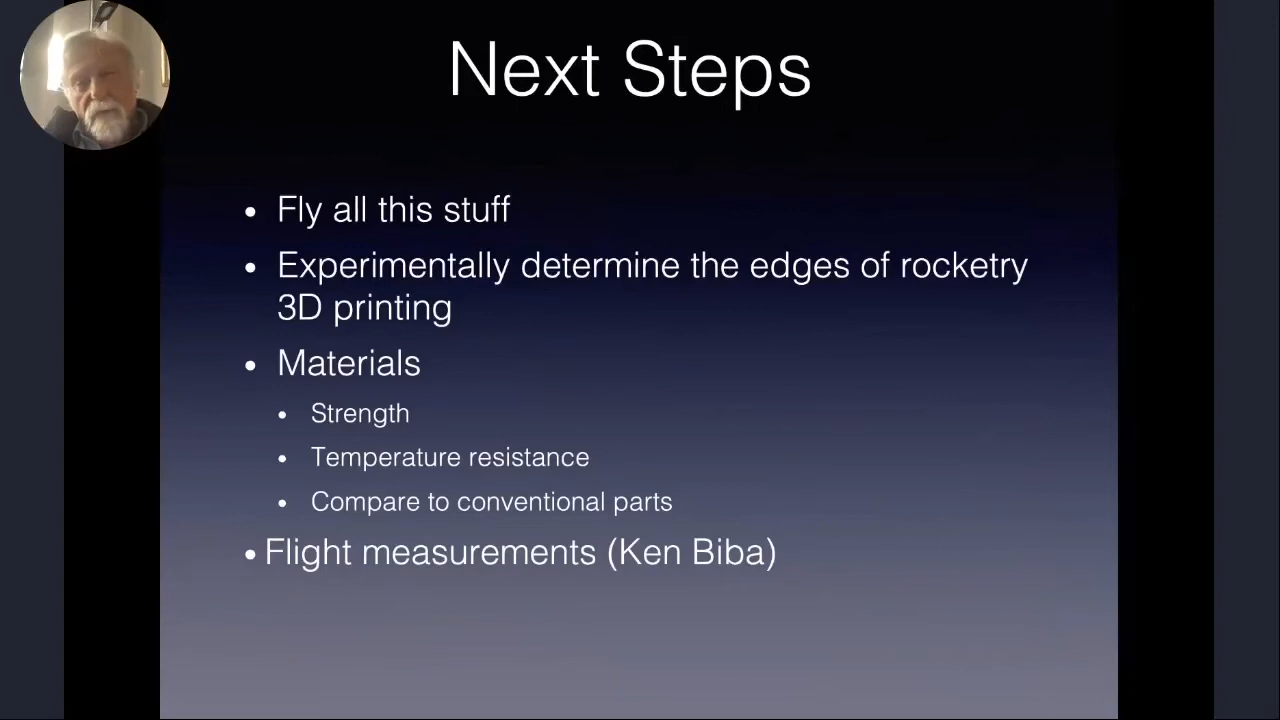 Next Steps
• Fly all this stuff
• Experimentally determine the edges of rocketry
3D printing
• Materials
• Strength
• Temperature resistance
• Compare to conventional parts
• Flight measurements (Ken Biba)